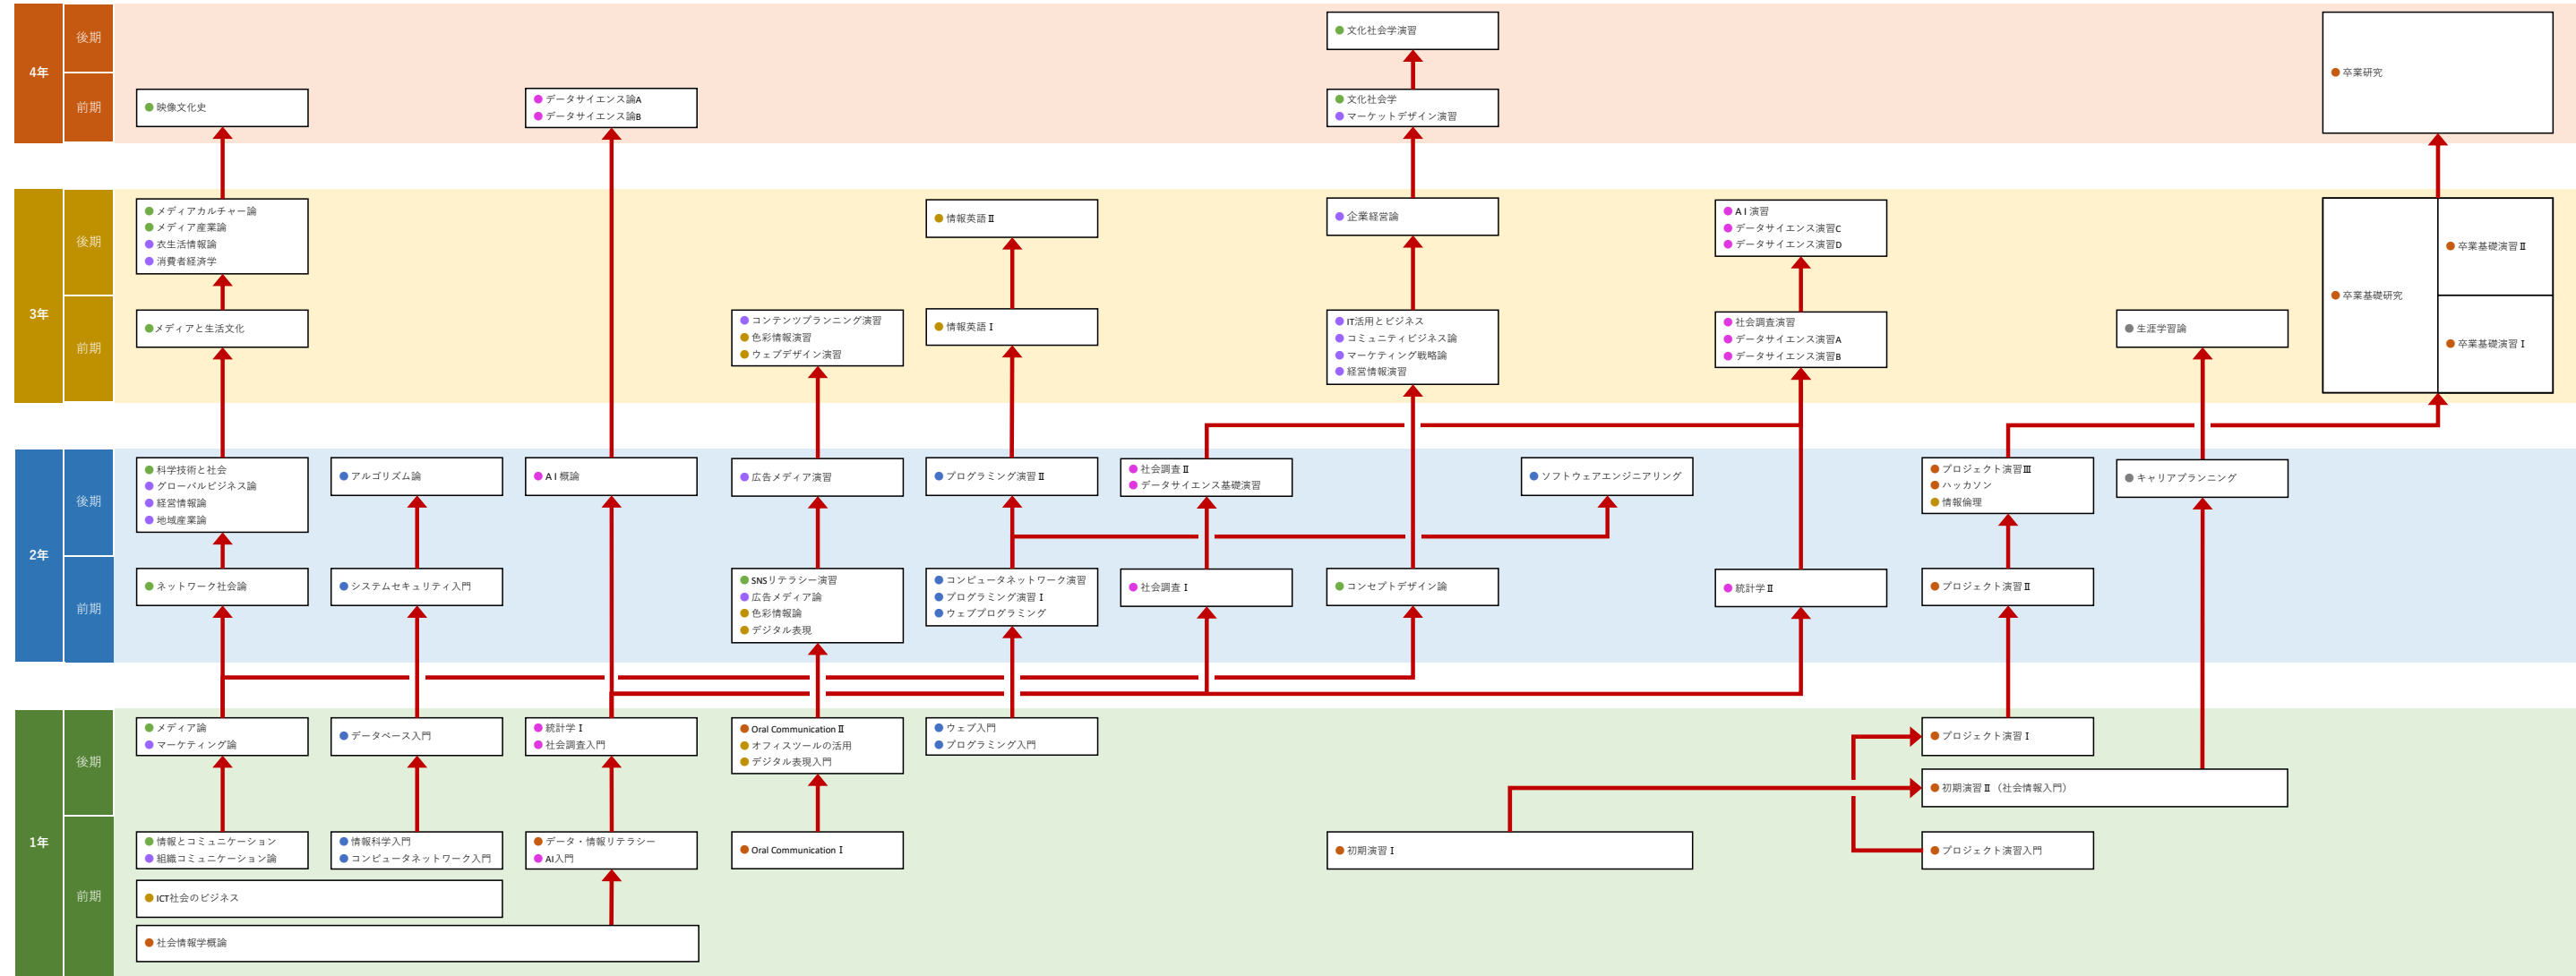 4年
後期
文化社会学演習
卒業研究
前期
映像文化史
データサイエンス論A
データサイエンス論B
文化社会学
マーケットデザイン演習
3年
後期
メディアカルチャー論
メディア産業論
衣生活情報論
消費者経済学
情報英語Ⅱ
企業経営論
AI 演習
データサイエンス演習C
データサイエンス演習D
卒業基礎研究
卒業基礎演習Ⅱ
前期
メディアと生活文化
コンテンツプランニング演習
色彩情報演習
ウェブデザイン演習
情報英語Ⅰ
IT活用とビジネス
コミュニティビジネス論
マーケティング戦略論
経営情報演習
社会調査演習
データサイエンス演習A
データサイエンス演習B
生涯学習論
卒業基礎演習Ⅰ
2年
後期
科学技術と社会
グローバルビジネス論
経営情報論
地域産業論
アルゴリズム論
AI 概論
広告メディア演習
プログラミング演習Ⅱ
社会調査Ⅱ
データサイエンス基礎演習
ソフトウェアエンジニアリング
プロジェクト演習Ⅲ
ハッカソン
情報倫理
キャリアプランニング
前期
ネットワーク社会論
システムセキュリティ入門
SNSリテラシー演習
広告メディア論
色彩情報論
デジタル表現
コンピュータネットワーク演習
プログラミング演習Ⅰ
ウェブプログラミング
社会調査Ⅰ
コンセプトデザイン論
統計学Ⅱ
プロジェクト演習Ⅱ
1年
後期
メディア論
マーケティング論
データベース入門
統計学Ⅰ
社会調査入門
Oral Communication Ⅱ
オフィスツールの活用
デジタル表現入門
ウェブ入門
プログラミング入門
プロジェクト演習Ⅰ
初期演習Ⅱ（社会情報入門）
前期
情報とコミュニケーション
組織コミュニケーション論
情報科学入門
コンピュータネットワーク入門
データ・情報リテラシー
AI入門
Oral Communication Ⅰ
初期演習Ⅰ
プロジェクト演習入門
ICT社会のビジネス
社会情報学概論